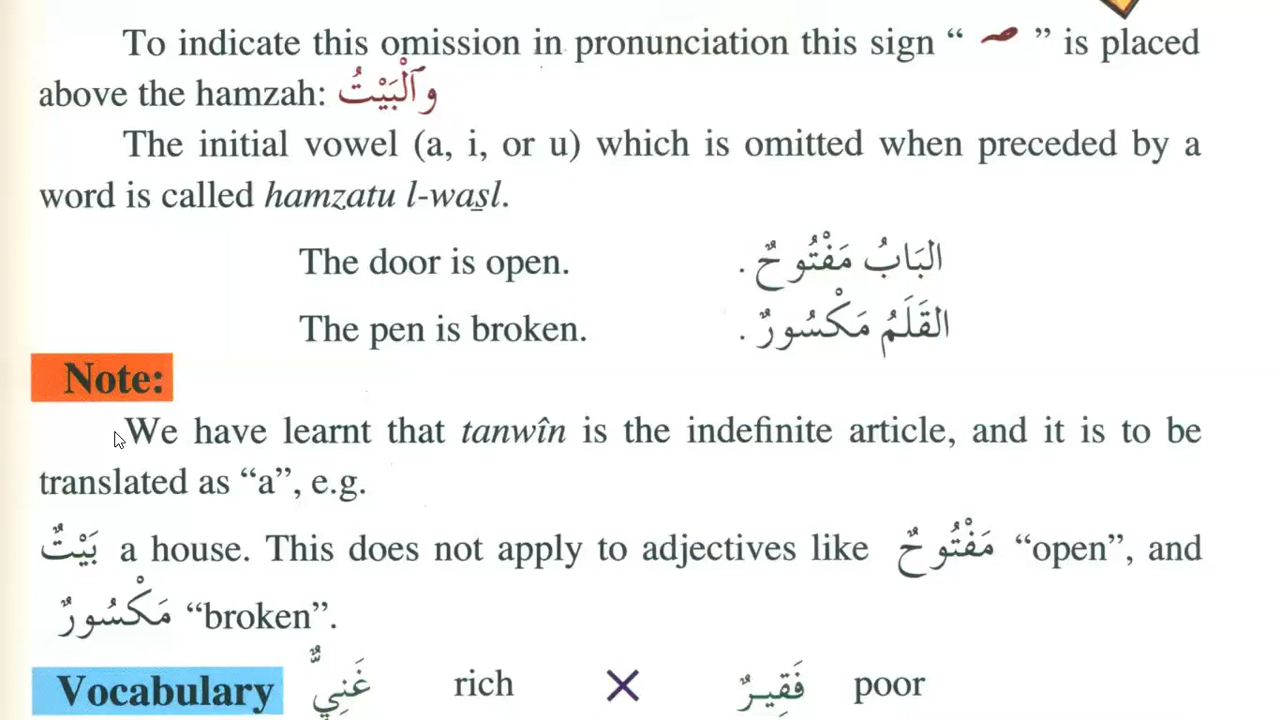 To indicate this omission in pronunciation this sign “ ـٓ ” is placed
above the hamzah: وَٱلْبَيْتُ
The initial vowel (a, i, or u) which is omitted when preceded by a
word is called hamzatu l-waṣl.
The door is open. البَابُ مَفْتُوحٌ .
The pen is broken. القَلَمُ مَكْسُورٌ .
Note:
We have learnt that tanwîn is the indefinite article, and it is to be
translated as “a”, e.g.
بَيْتٌ a house. This does not apply to adjectives like مَفْتُوحٌ “open”, and
مَكْسُورٌ “broken”.
Vocabulary غَنِيٌّ rich × فَقِيرٌ poor